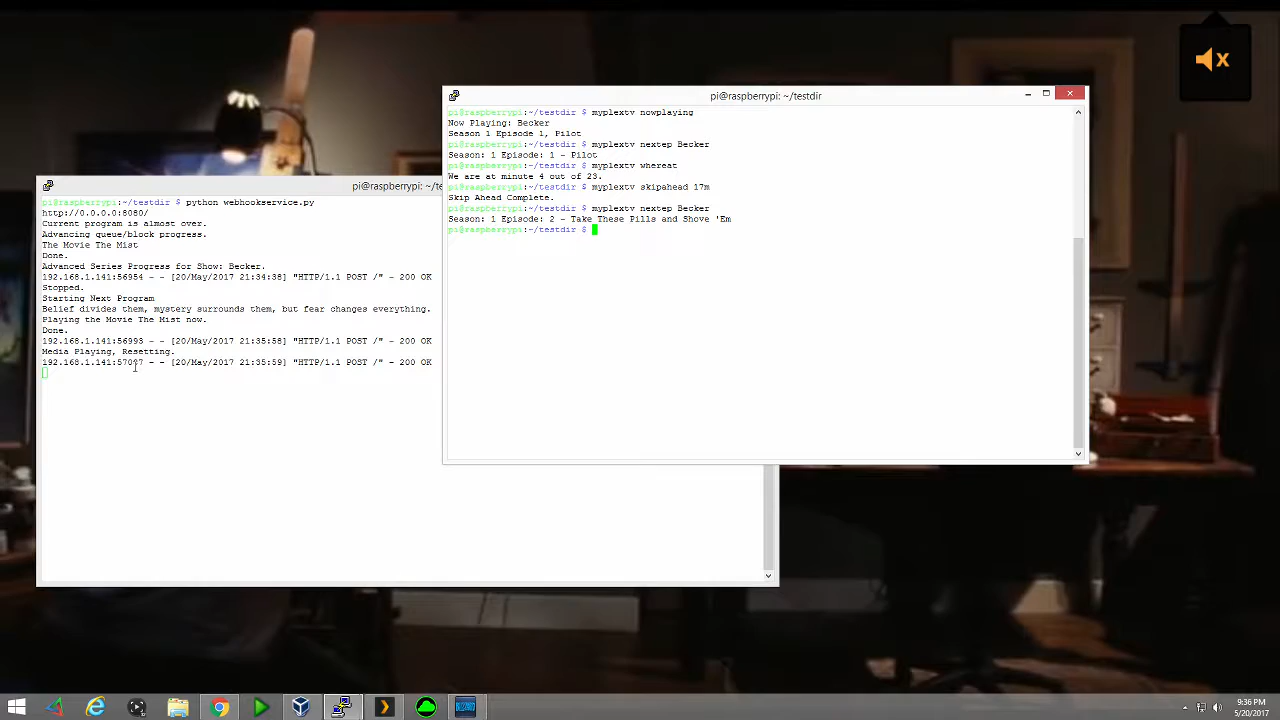 pi@raspberrypi: ~/testdir
pi@raspberrypi:~/testdir $ myplextv nowplaying
Now Playing: Becker
Season 1 Episode 1, Pilot
pi@raspberrypi:~/testdir $ myplextv nextep Becker
Season: 1 Episode: 1 - Pilot
pi@raspberrypi:~/testdir $ myplextv whereat
We are at minute 4 out of 23.
pi@raspberrypi:~/testdir $ myplextv skipahead 17m
Skip Ahead Complete.
pi@raspberrypi:~/testdir $ myplextv nextep Becker
Season: 1 Episode: 2 - Take These Pills and Shove 'Em
pi@raspberrypi:~/testdir $
pi@raspberrypi: ~/te
pi@raspberrypi:~/testdir $ python webhookservice.py
http://0.0.0.0:8080/
Current program is almost over.
Advancing queue/block progress.
The Movie The Mist
Done.
Advanced Series Progress for Show: Becker.
192.168.1.141:56954 - - [20/May/2017 21:34:38] "HTTP/1.1 POST /" - 200 OK
Stopped.
Starting Next Program
Belief divides them, mystery surrounds them, but fear changes everything.
Playing the Movie The Mist now.
Done.
192.168.1.141:56993 - - [20/May/2017 21:35:58] "HTTP/1.1 POST /" - 200 OK
Media Playing, Resetting.
- - [20/May/2017 21:35:59] "HTTP/1.1 POST /" - 200 OK
9:36 PM
5/20/2017